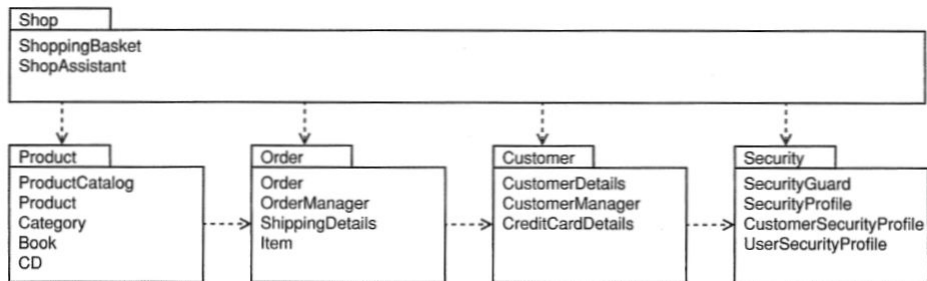 Shop
ShoppingBasket
ShopAssistant
Product
ProductCatalog
Product
Category
Book
CD
Order
Order
OrderManager
ShippingDetails
Item
Customer
CustomerDetails
CustomerManager
CreditCardDetails
Security
SecurityGuard
SecurityProfile
CustomerSecurityProfile
UserSecurityProfile